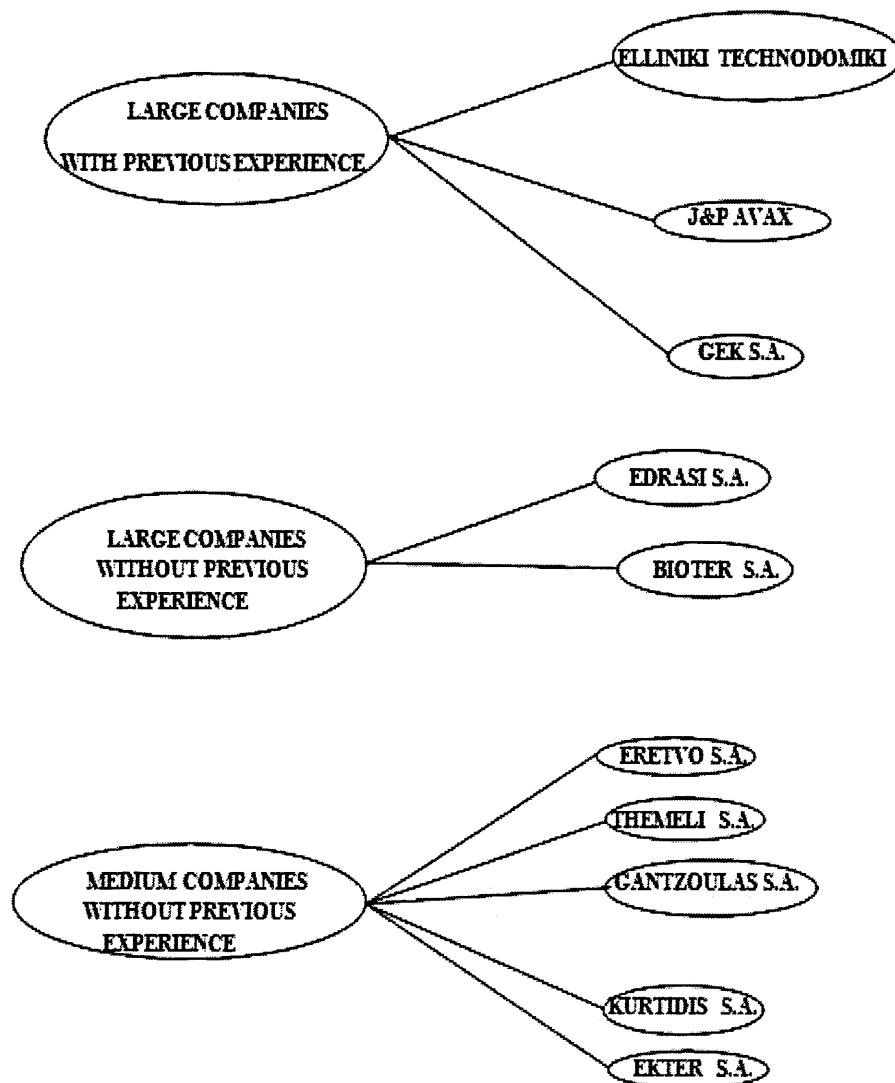 LARGE COMPANIES
WITH PREVIOUS EXPERIENCE
ELLINIKI TECHNODOMIKI
J&P AVAX
GEK S.A.
LARGE COMPANIES
WITHOUT PREVIOUS
EXPERIENCE
EDRASI S.A.
BIOTER S.A.
MEDIUM COMPANIES
WITHOUT PREVIOUS
EXPERIENCE
ERETVO S.A.
THEMELI S.A.
GANTZOULAS S.A.
KURTIDIS S.A.
EKTER S.A.